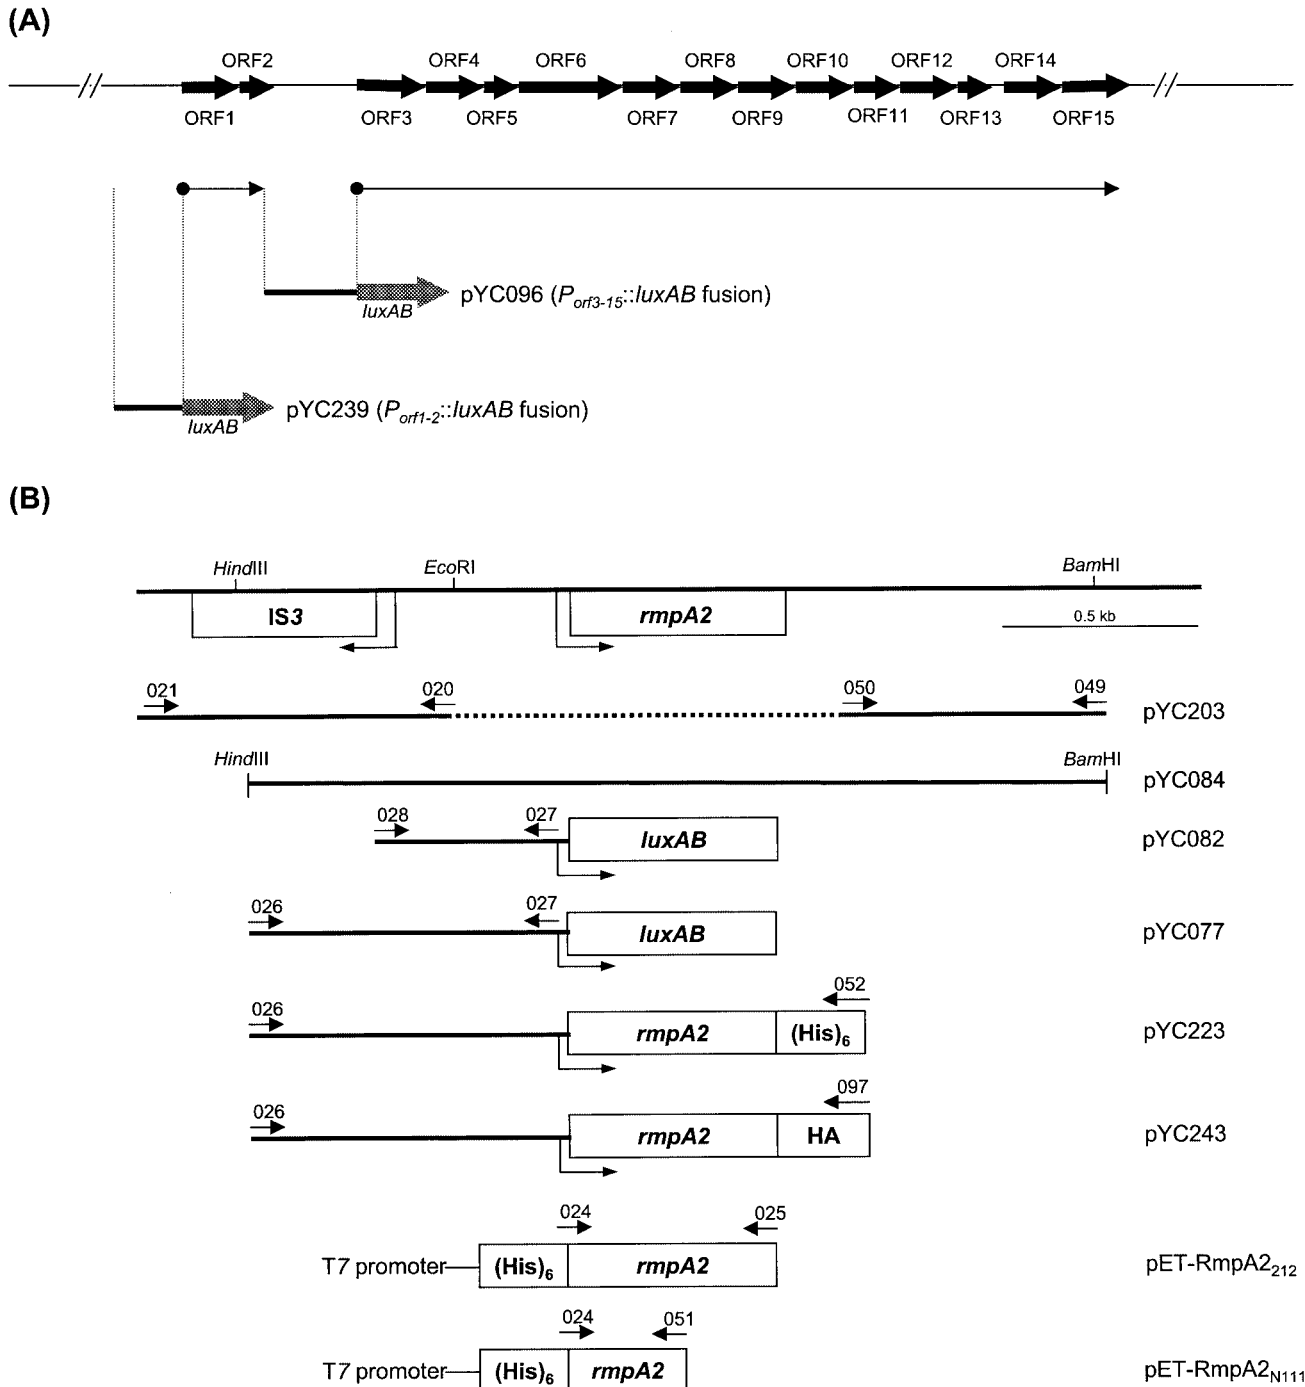 (A)
ORF2 ORF4 ORF6 ORF8 ORF10 ORF12 ORF14
ORF1 ORF3 ORF5 ORF7 ORF9 ORF11 ORF13 ORF15
pYC096 (Porf3-15::luxAB fusion)
luxAB
pYC239 (Porf1-2::luxAB fusion)
luxAB
(B)
HindIII EcoRI BamHI
IS3 rmpA2 0.5 kb
021 020 050 049
pYC203
HindIII BamHI
pYC084
028 027
luxAB pYC082
026 027
luxAB pYC077
052
026
rmpA2 (His)6 pYC223
097
026
rmpA2 HA pYC243
024 025
T7 promoter (His)6 rmpA2 pET-RmpA2212
024 051
T7 promoter (His)6 rmpA2 pET-RmpA2N111